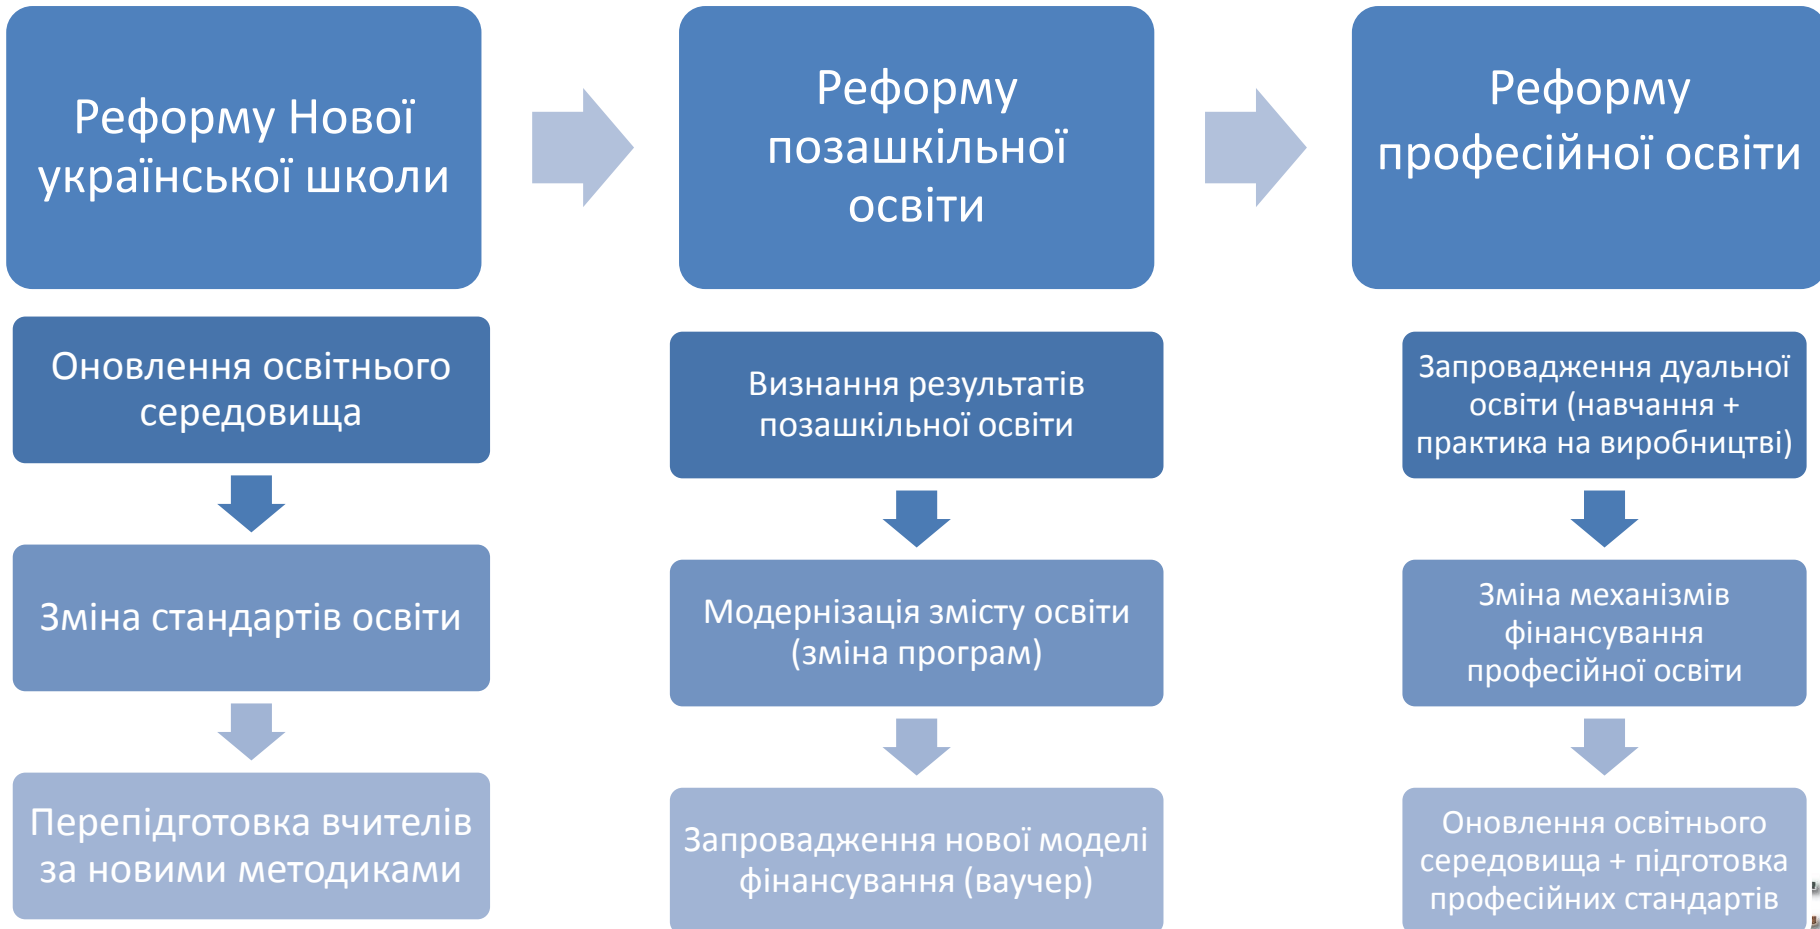 Реформу Нової
української школи
Реформу
позашкільної
освіти
Реформу
професійної освіти
Оновлення освітнього
середовища
Зміна стандартів освіти
Перепідготовка вчителів
за новими методиками
Визнання результатів
позашкільної освіти
Модернізація змісту освіти
(зміна програм)
Запровадження нової моделі
фінансування (ваучер)
Запровадження дуальної
освіти (навчання +
практика на виробництві)
Зміна механізмів
фінансування
професійної освіти
Оновлення освітнього
середовища + підготовка
професійних стандартів